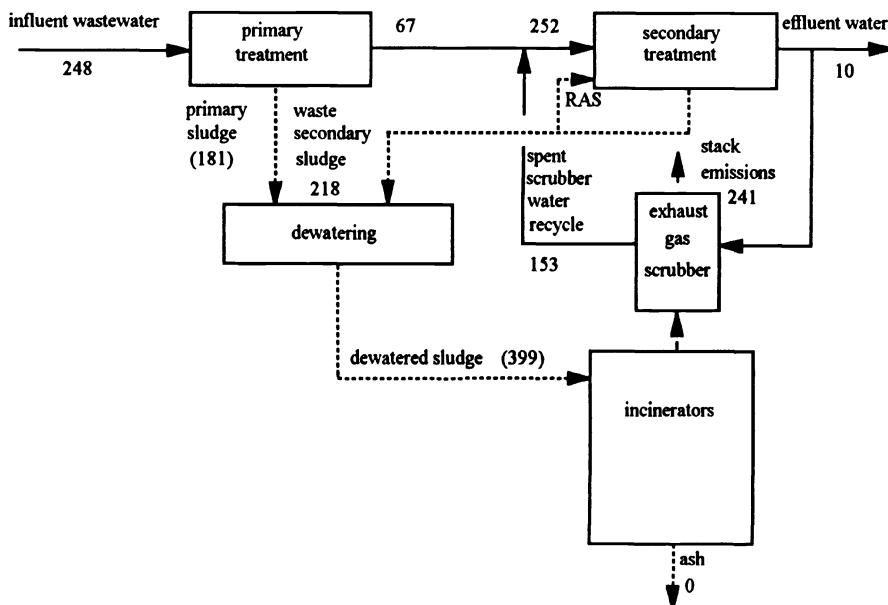 influent wastewater
248
primary
treatment
67
252
secondary
treatment
effluent water
10
RAS
primary
sludge
(181)
waste
secondary
sludge
218
dewatering
spent
scrubber
water
recycle
153
stack
emissions
241
exhaust
gas
scrubber
dewatered sludge (399)
incinerators
ash
0